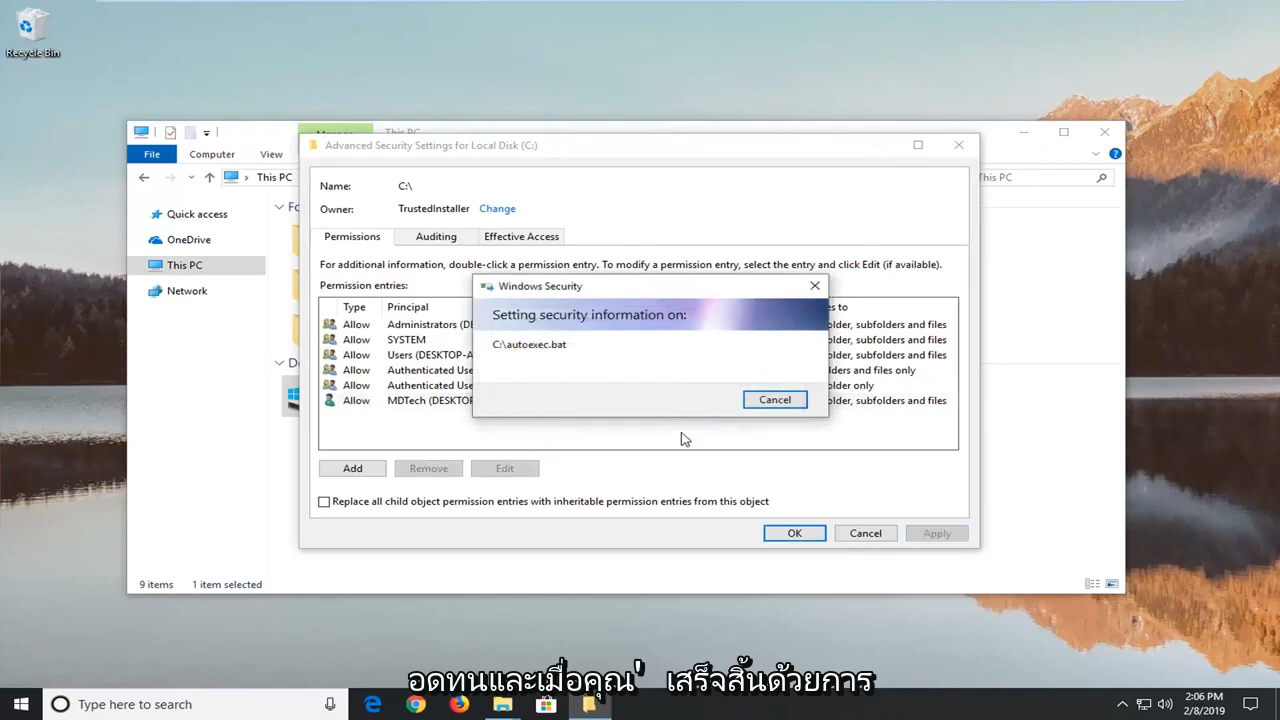 Recycle Bin
This PC
File
Computer
View
This PC
This PC
Quick access
OneDrive
This PC
Network
9 items
1 item selected
Advanced Security Settings for Local Disk (C:)
Name:
C:\
Owner:
TrustedInstaller
Change
Permissions
Auditing
Effective Access
For additional information, double-click a permission entry. To modify a permission entry, select the entry and click Edit (if available).
Permission entries:
Type
Principal
Allow
Administrators (DE
older, subfolders and files
Allow
SYSTEM
older, subfolders and files
Allow
Users (DESKTOP-A
older, subfolders and files
Allow
Authenticated Use
and files only
Allow
Authenticated Use
older only
Allow
MDTech (DESKTOP
older, subfolders and files
Windows Security
Setting security information on:
C:\autoexec.bat
Cancel
Add
Remove
Edit
Replace all child object permission entries with inheritable permission entries from this object
OK
Cancel
Apply
อดทนและเมื่อคุณ' เสร็จสิ้นด้วยการ
Type here to search
2:06 PM
2/8/2019